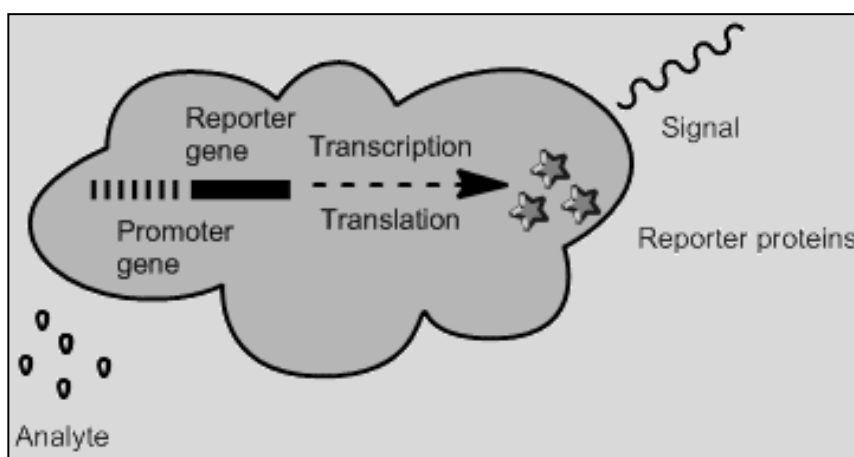 Reporter
gene
Transcription
Signal
Translation
Promoter
gene
Reporter proteins
Analyte